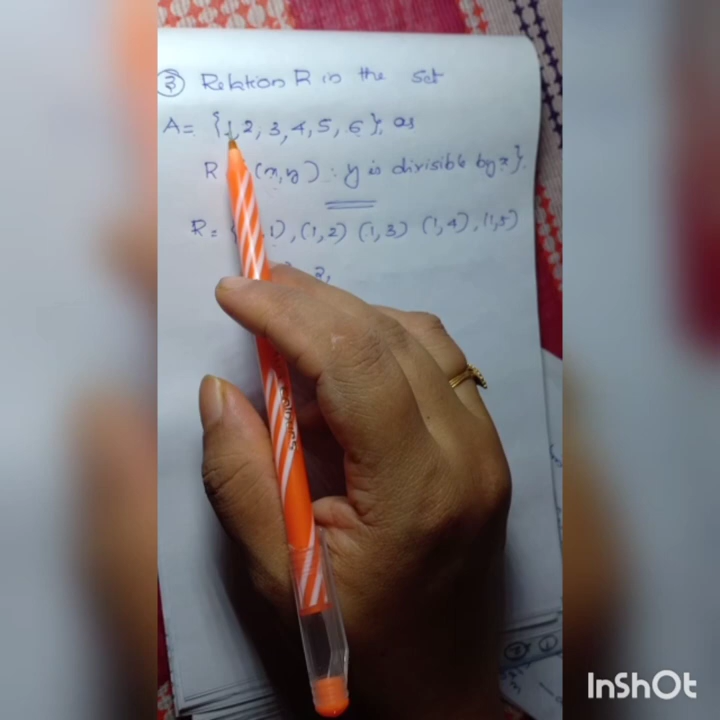 3 Relation R in the set
A= {1,2,3,4,5,6}, as
R (x,y) : y is divisible by x}.
R= 1), (1,2) (1,3) (1,4), (1,5)
2,
InShOt